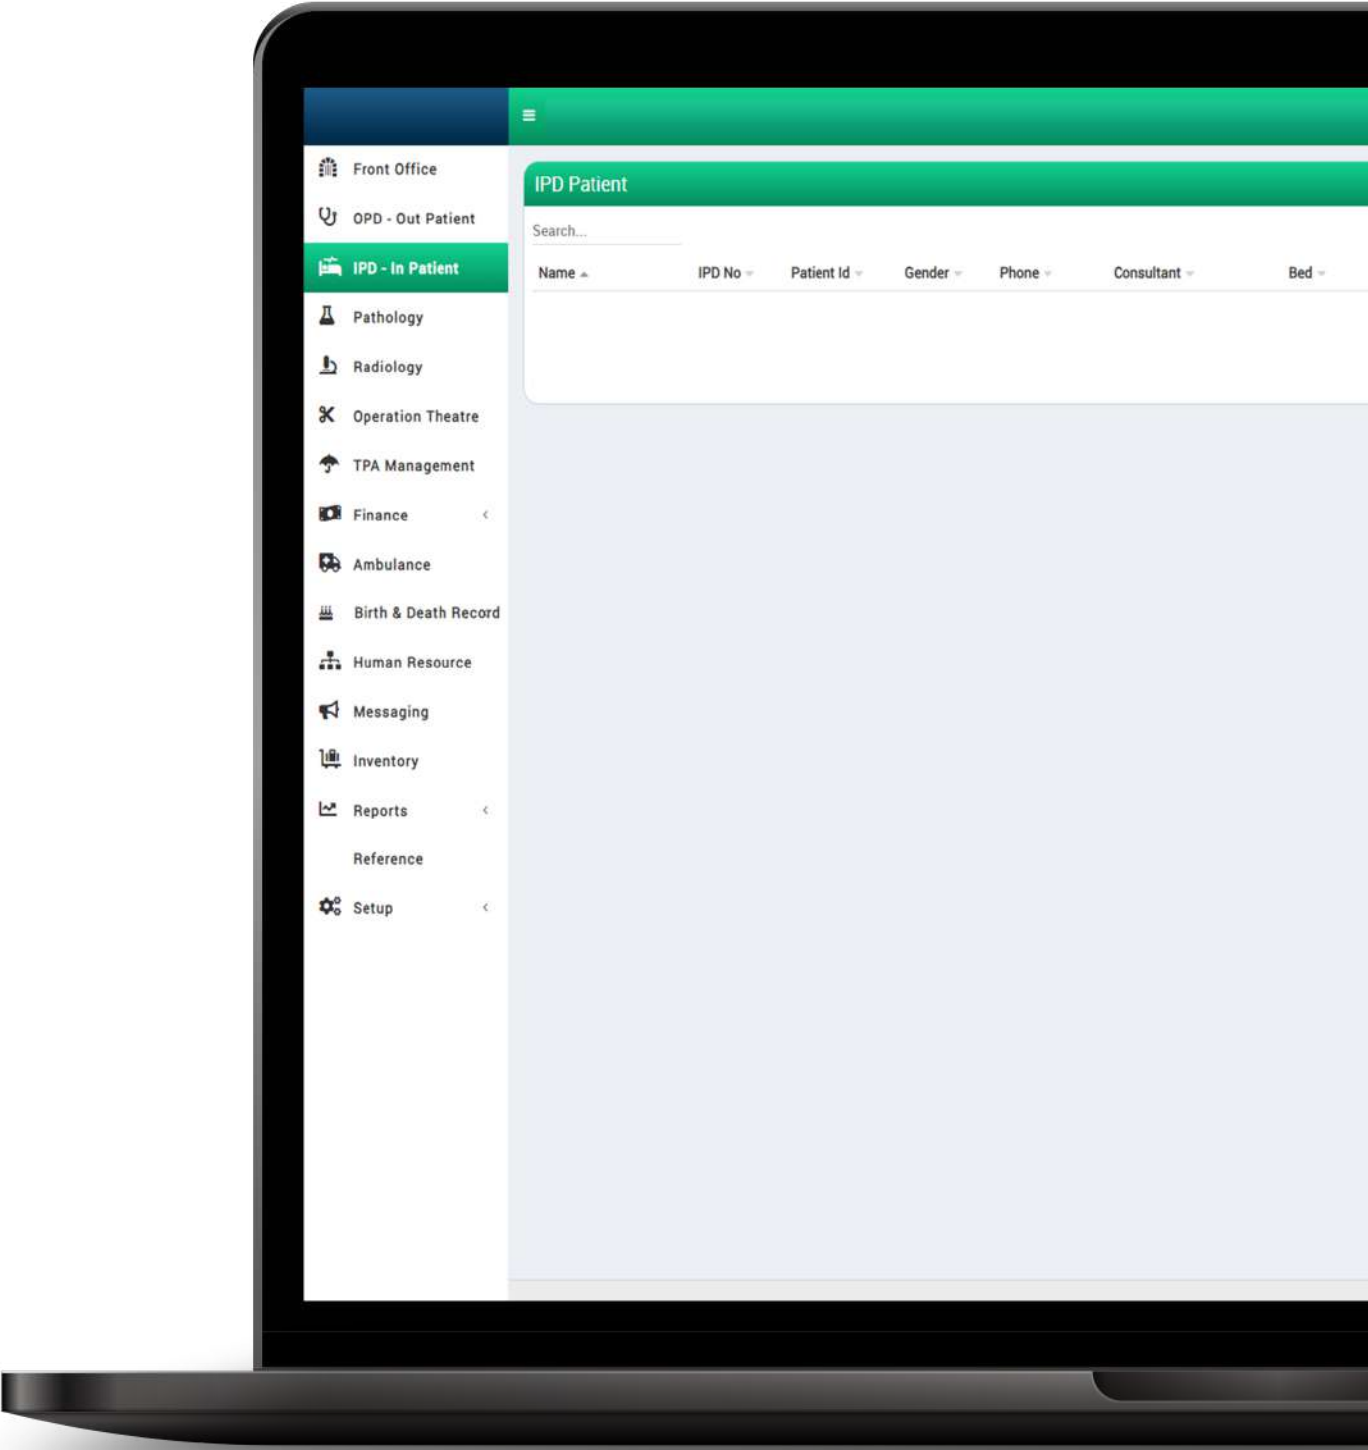 Front Office
OPD - Out Patient
IPD - In Patient
Pathology
Radiology
Operation Theatre
TPA Management
Finance
Ambulance
Birth & Death Record
Human Resource
Messaging
Inventory
Reports
Reference
Setup
IPD Patient
Search...
Name IPD No Patient Id Gender Phone Consultant Bed